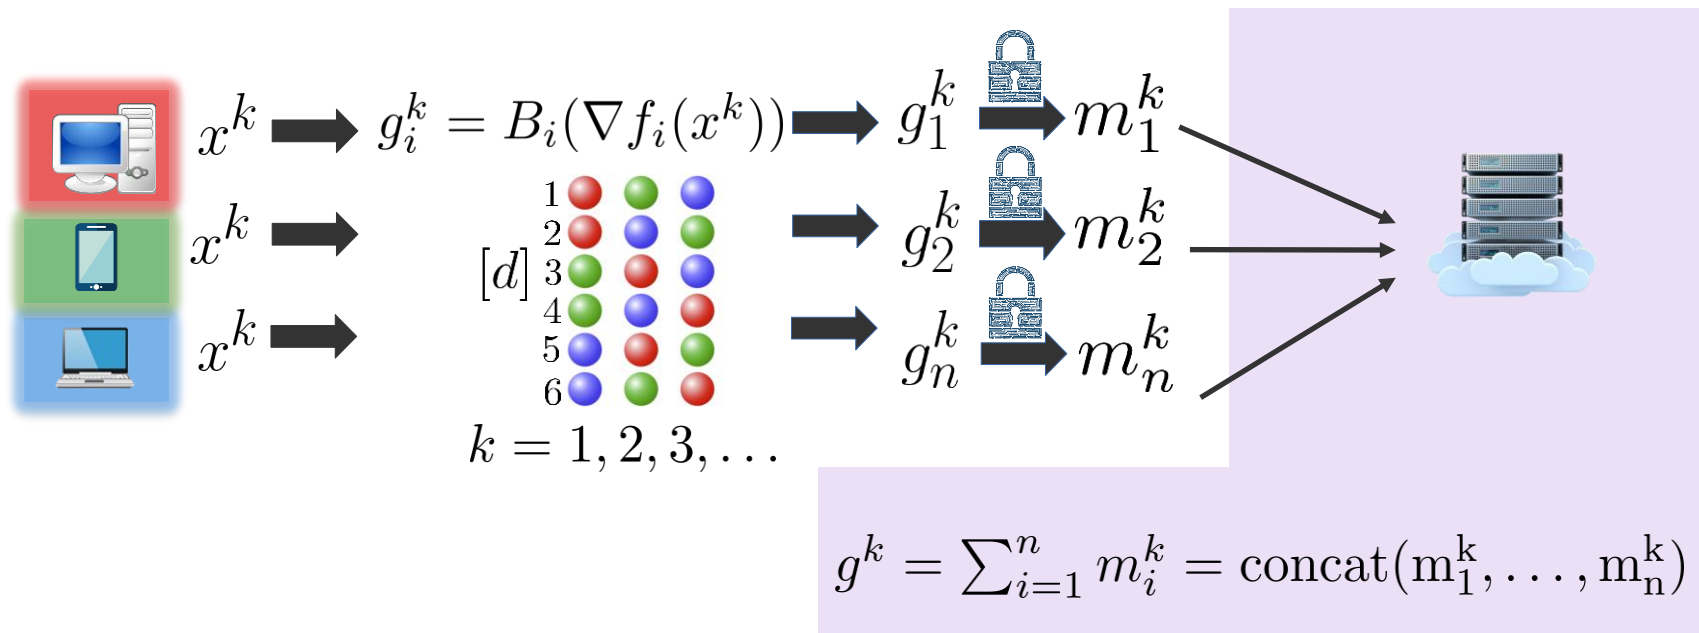 x^k
x^k
x^k
g_i^k = B_i(∇f_i(x^k))
[d]
1
2
3
4
5
6
k = 1, 2, 3, . . .
g_1^k
m_1^k
g_2^k
m_2^k
g_n^k
m_n^k
g^k = ∑_{i=1}^n m_i^k = concat(m_1^k, . . . , m_n^k)